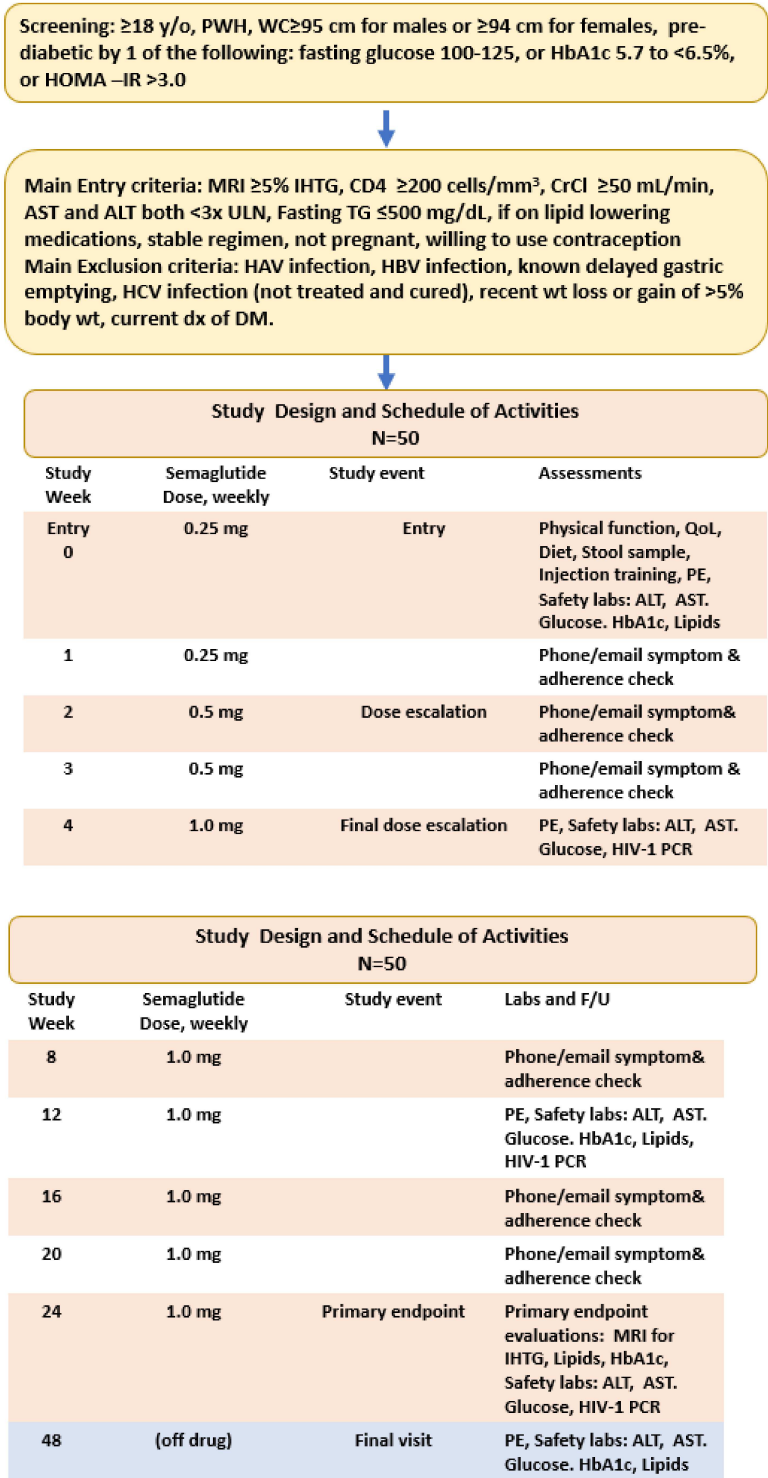 Screening: ≥18 y/o, PWH, WC≥95 cm for males or ≥94 cm for females, pre-
diabetic by 1 of the following: fasting glucose 100-125, or HbA1c 5.7 to <6.5%,
or HOMA –IR >3.0
Main Entry criteria: MRI ≥5% IHTG, CD4 ≥200 cells/mm³, CrCl ≥50 mL/min,
AST and ALT both <3x ULN, Fasting TG ≤500 mg/dL, if on lipid lowering
medications, stable regimen, not pregnant, willing to use contraception
Main Exclusion criteria: HAV infection, HBV infection, known delayed gastric
emptying, HCV infection (not treated and cured), recent wt loss or gain of >5%
body wt, current dx of DM.
Study Design and Schedule of Activities
N=50
Study Semaglutide Study event Assessments
Week Dose, weekly
Entry 0.25 mg Entry Physical function, QoL,
0 Diet, Stool sample,
Injection training, PE,
Safety labs: ALT, AST.
Glucose. HbA1c, Lipids
1 0.25 mg Phone/email symptom &
adherence check
2 0.5 mg Dose escalation Phone/email symptom&
adherence check
3 0.5 mg Phone/email symptom &
adherence check
4 1.0 mg Final dose escalation PE, Safety labs: ALT, AST.
Glucose, HIV-1 PCR
Study Design and Schedule of Activities
N=50
Study Semaglutide Study event Labs and F/U
Week Dose, weekly
8 1.0 mg Phone/email symptom&
adherence check
12 1.0 mg PE, Safety labs: ALT, AST.
Glucose. HbA1c, Lipids,
HIV-1 PCR
16 1.0 mg Phone/email symptom&
adherence check
20 1.0 mg Phone/email symptom&
adherence check
24 1.0 mg Primary endpoint Primary endpoint
evaluations: MRI for
IHTG, Lipids, HbA1c,
Safety labs: ALT, AST.
Glucose, HIV-1 PCR
48 (off drug) Final visit PE, Safety labs: ALT, AST.
Glucose. HbA1c, Lipids